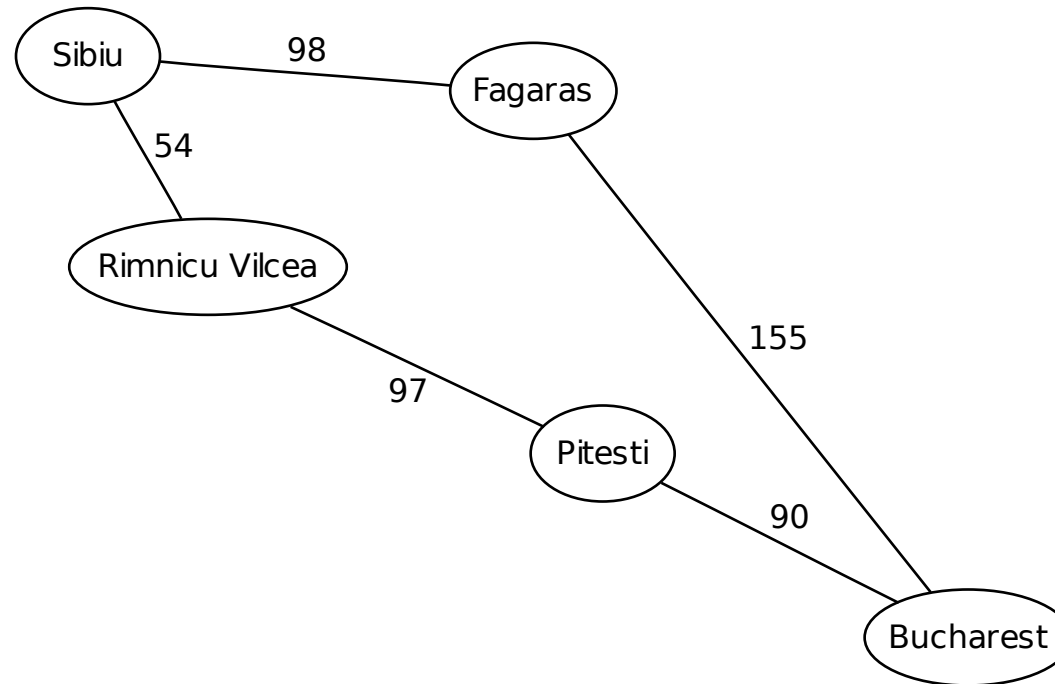 Sibiu
98
Fagaras
54
Rimnicu Vilcea
155
97
Pitesti
90
Bucharest